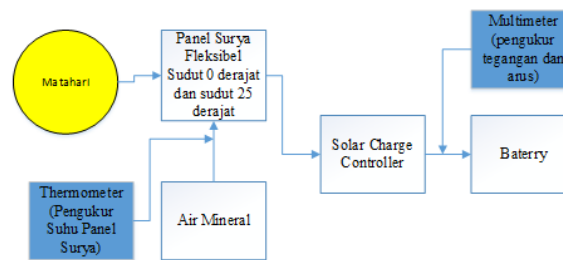 Matahari
Panel Surya
Fleksibel
Sudut 0 derajat
dan sudut 25
derajat
Multimeter
(pengukur
tegangan dan
arus)
Solar Charge
Controller
Baterry
Thermometer
(Pengukur
Suhu Panel
Surya)
Air Mineral